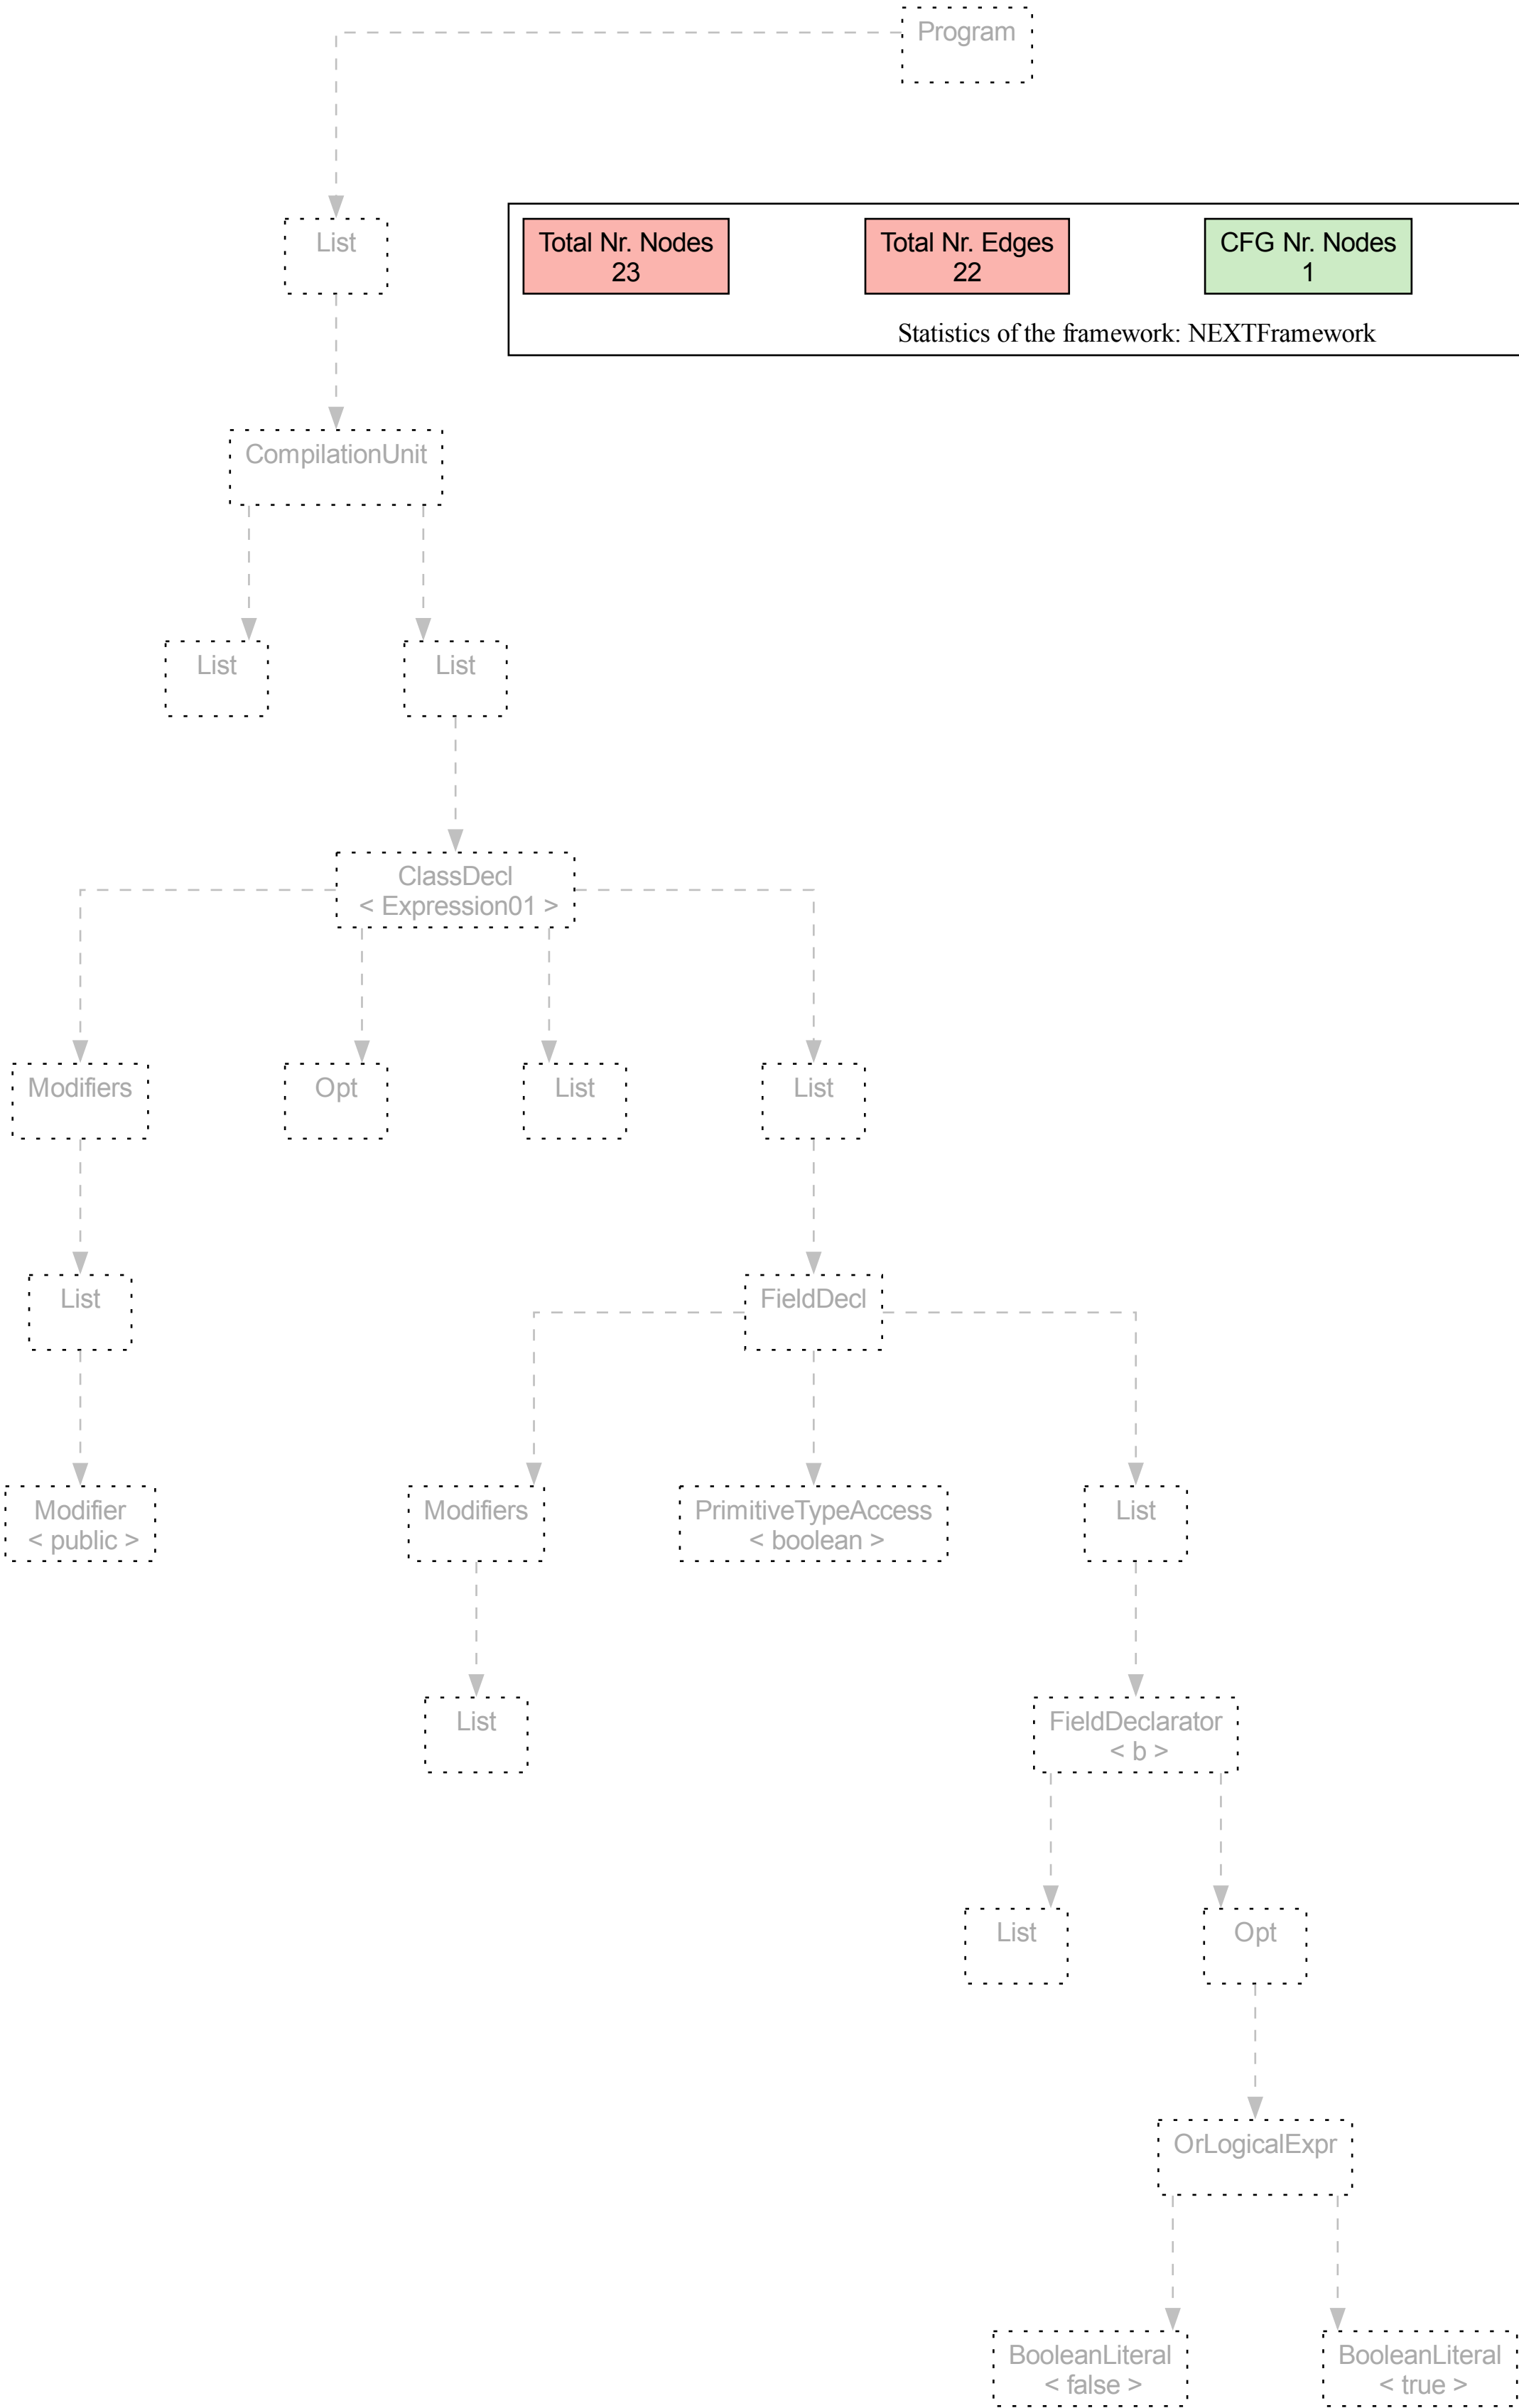 Program
List
Total Nr. Nodes
23
Total Nr. Edges
22
CFG Nr. Nodes
1
Statistics of the framework: NEXTFramework
CompilationUnit
List
List
ClassDecl
< Expression01 >
Modifiers
Opt
List
List
List
FieldDecl
Modifier
< public >
Modifiers
PrimitiveTypeAccess
< boolean >
List
List
FieldDeclarator
< b >
List
Opt
OrLogicalExpr
BooleanLiteral
< false >
BooleanLiteral
< true >